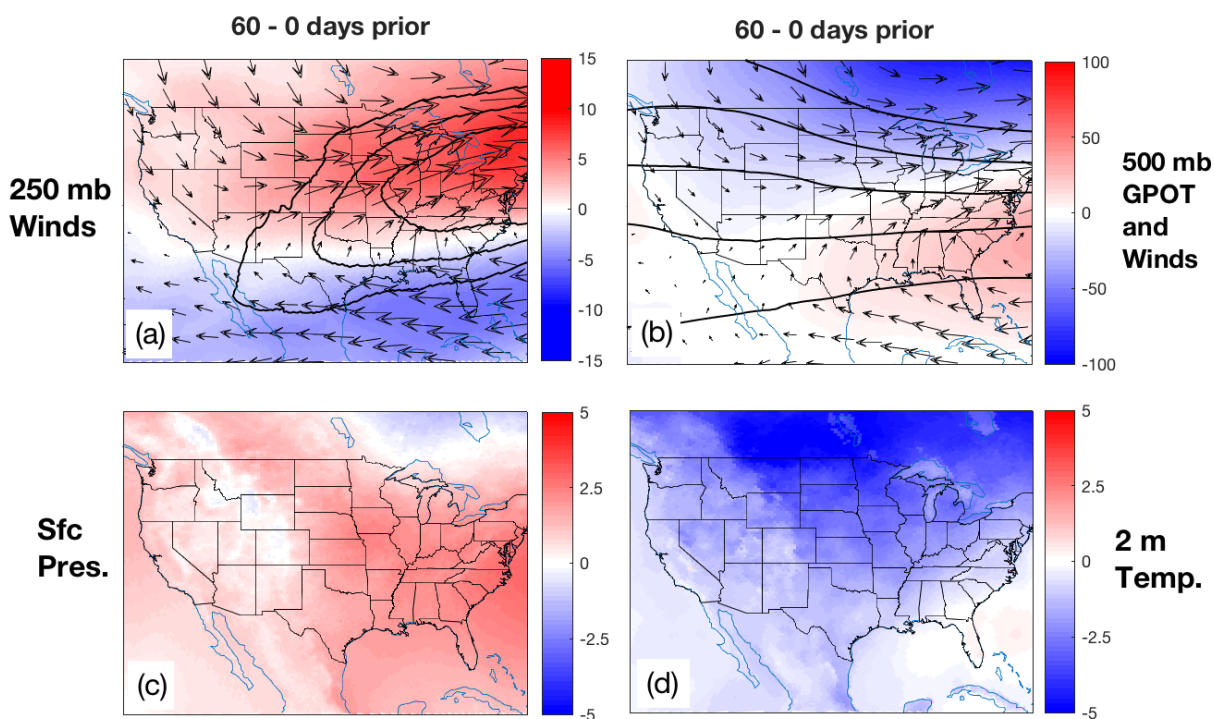 60 - 0 days prior
60 - 0 days prior
250 mb
Winds
(a)
15
10
5
0
-5
-10
-15
(b)
100
50
0
-50
-100
500 mb
GPOT
and
Winds
Sfc
Pres.
(c)
5
2.5
0
-2.5
-5
(d)
5
2.5
0
-2.5
-5
2 m
Temp.